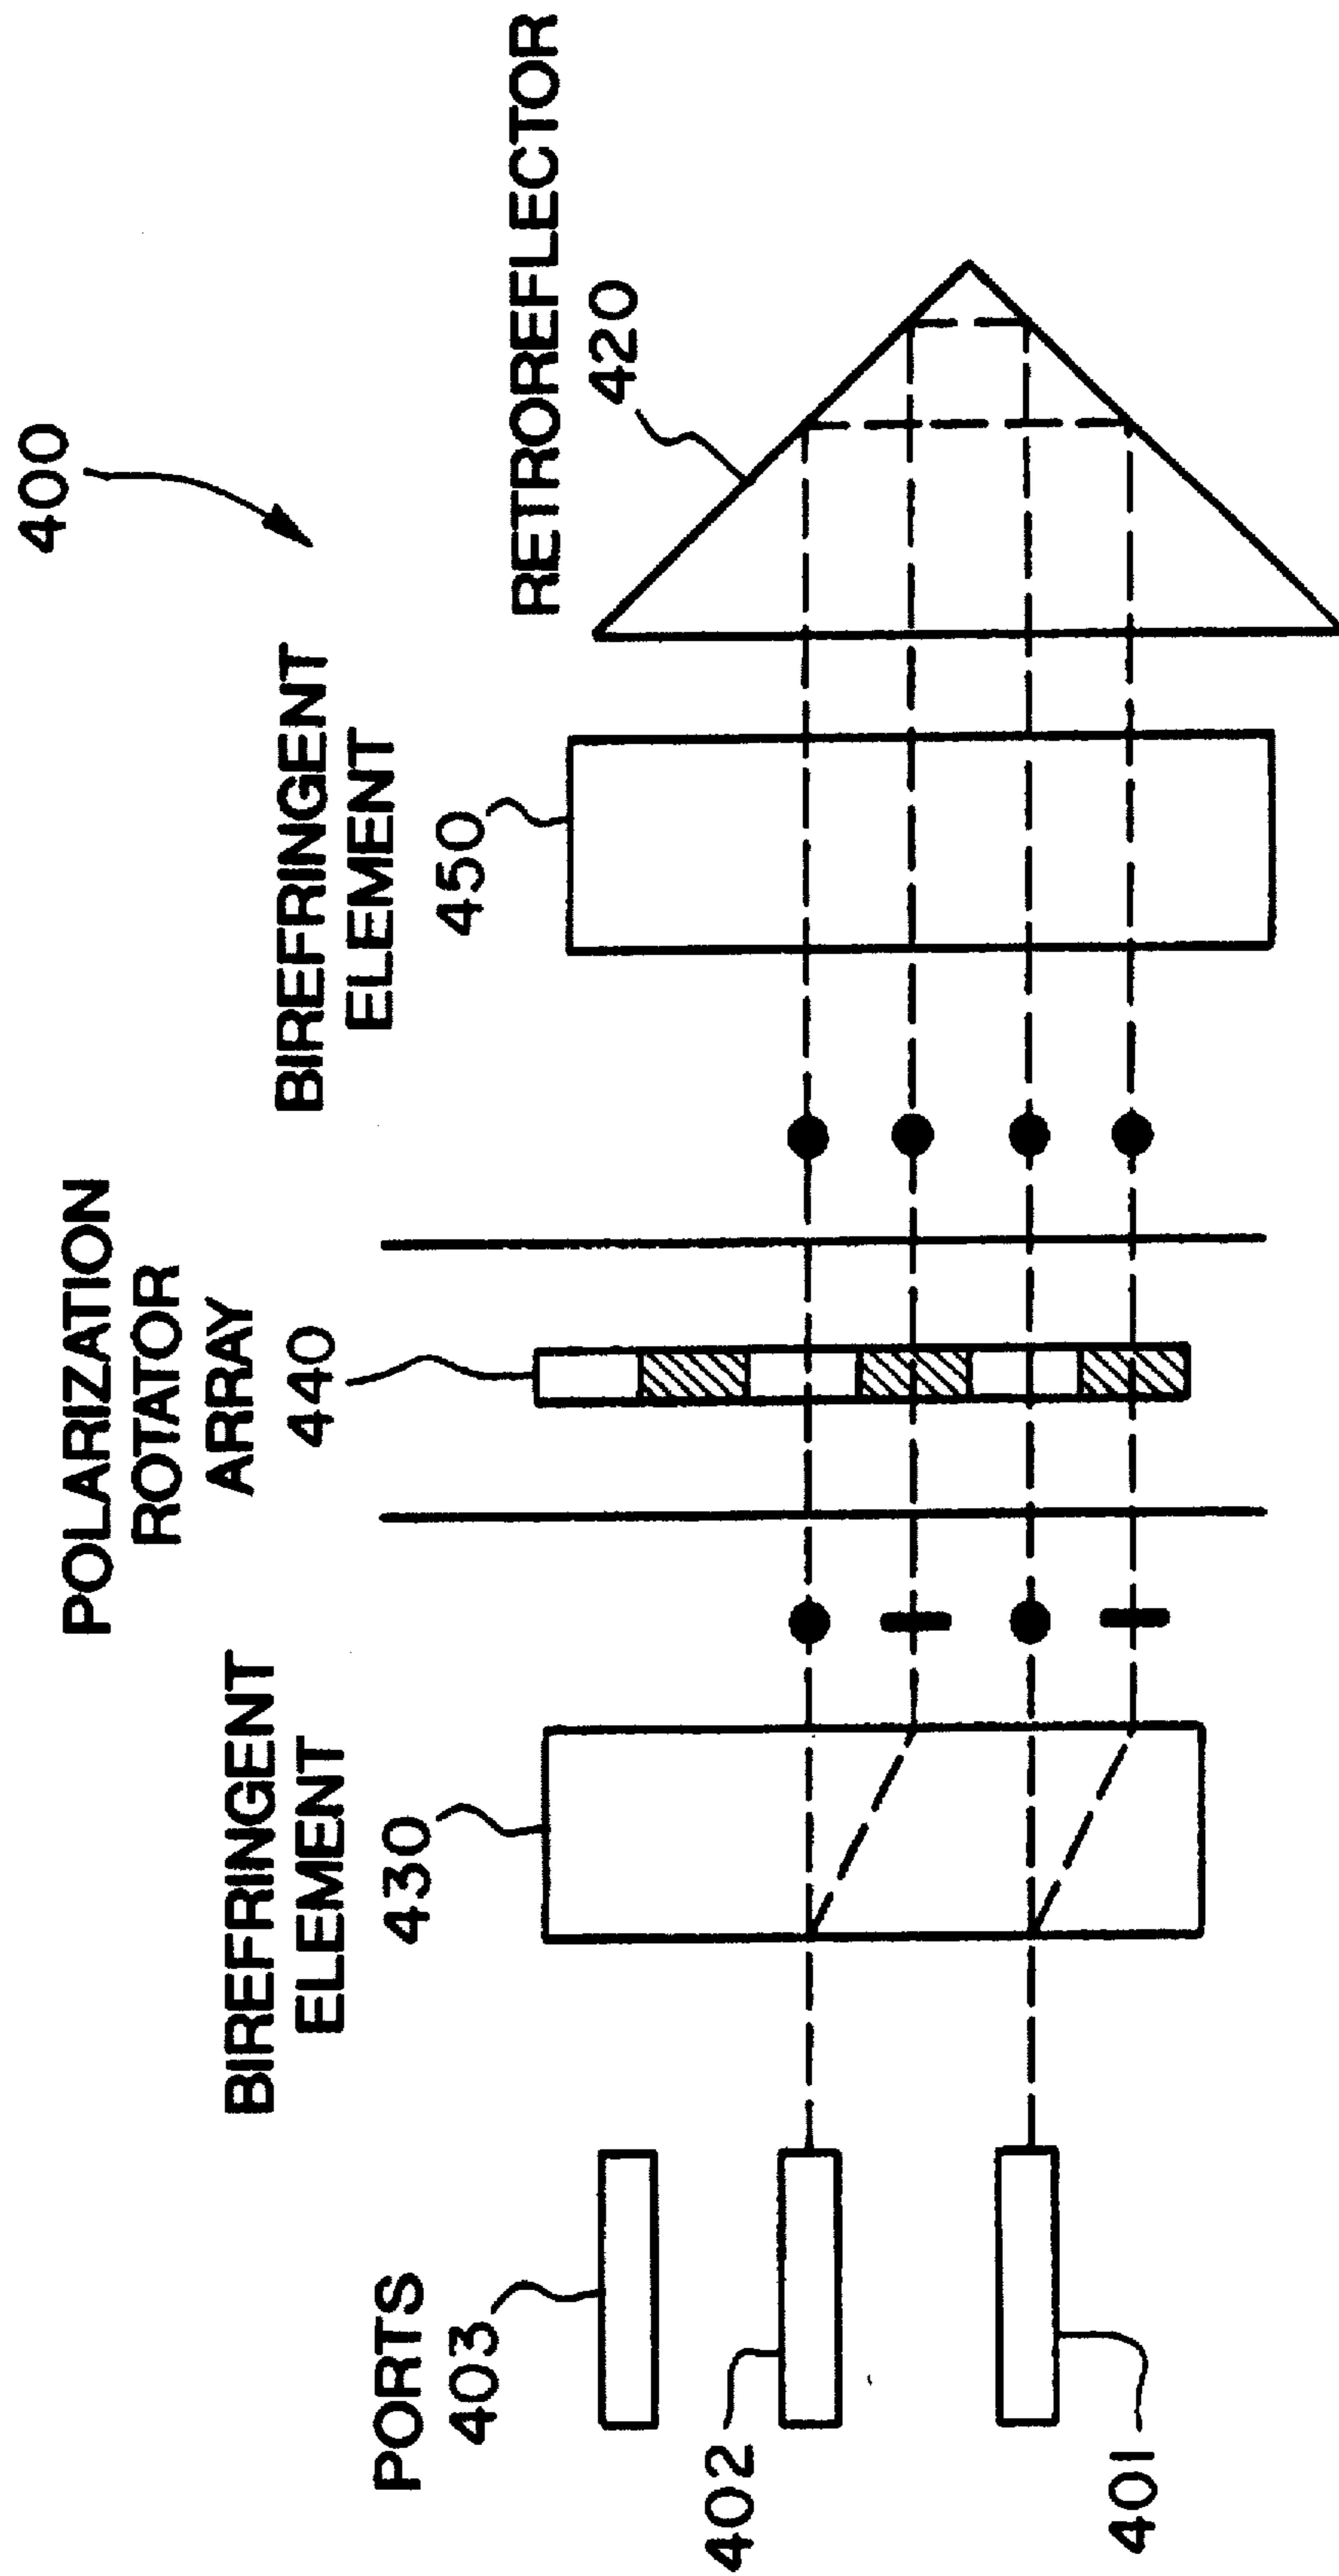 400
POLARIZATION
ROTATOR
ARRAY
440
BIREFRINGENT
ELEMENT
430
BIREFRINGENT
ELEMENT
450
RETROREFLECTOR
420
PORTS
403
402
401